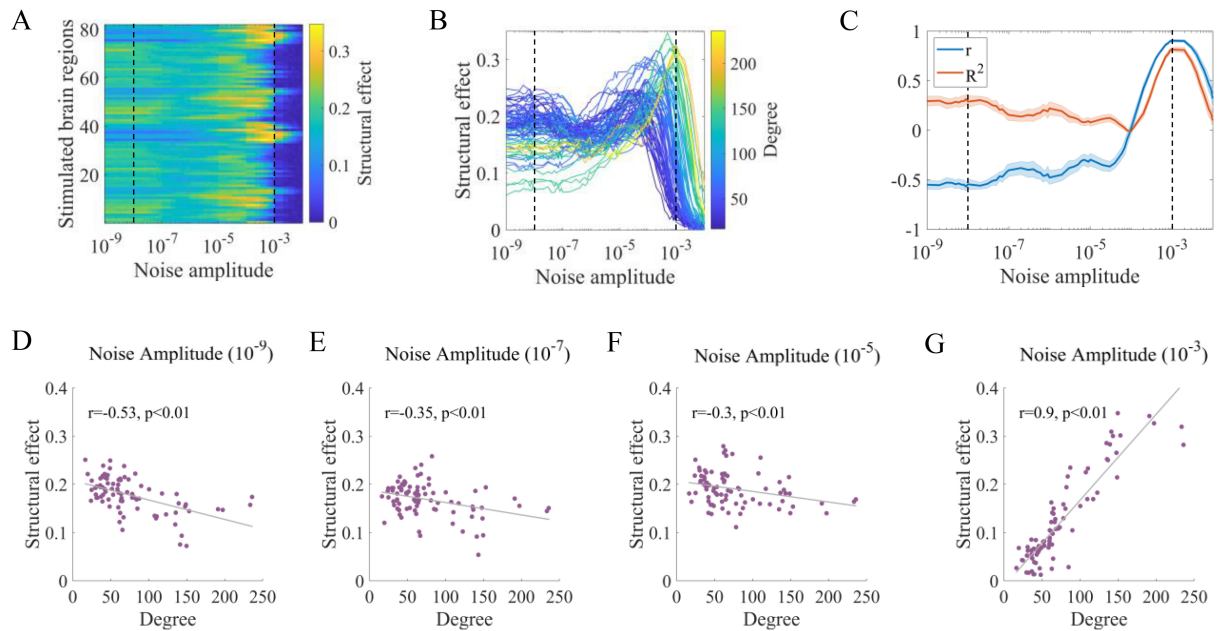 A
80
60
40
20
Stimulated brain regions
10^-9
10^-7
10^-5
10^-3
Noise amplitude
0.3
0.2
0.1
0
Structural effect
B
0.3
0.2
0.1
0
Structural effect
10^-9
10^-7
10^-5
10^-3
Noise amplitude
200
150
100
50
Degree
C
1
0.5
0
-0.5
-1
r
R^2
10^-9
10^-7
10^-5
10^-3
Noise amplitude
D
Noise Amplitude (10^-9)
r=-0.53, p<0.01
0.4
0.3
0.2
0.1
0
Structural effect
0 50 100 150 200 250
Degree
E
Noise Amplitude (10^-7)
r=-0.35, p<0.01
0.4
0.3
0.2
0.1
0
Structural effect
0 50 100 150 200 250
Degree
F
Noise Amplitude (10^-5)
r=-0.3, p<0.01
0.4
0.3
0.2
0.1
0
Structural effect
0 50 100 150 200 250
Degree
G
Noise Amplitude (10^-3)
r=0.9, p<0.01
0.4
0.3
0.2
0.1
0
Structural effect
0 50 100 150 200 250
Degree